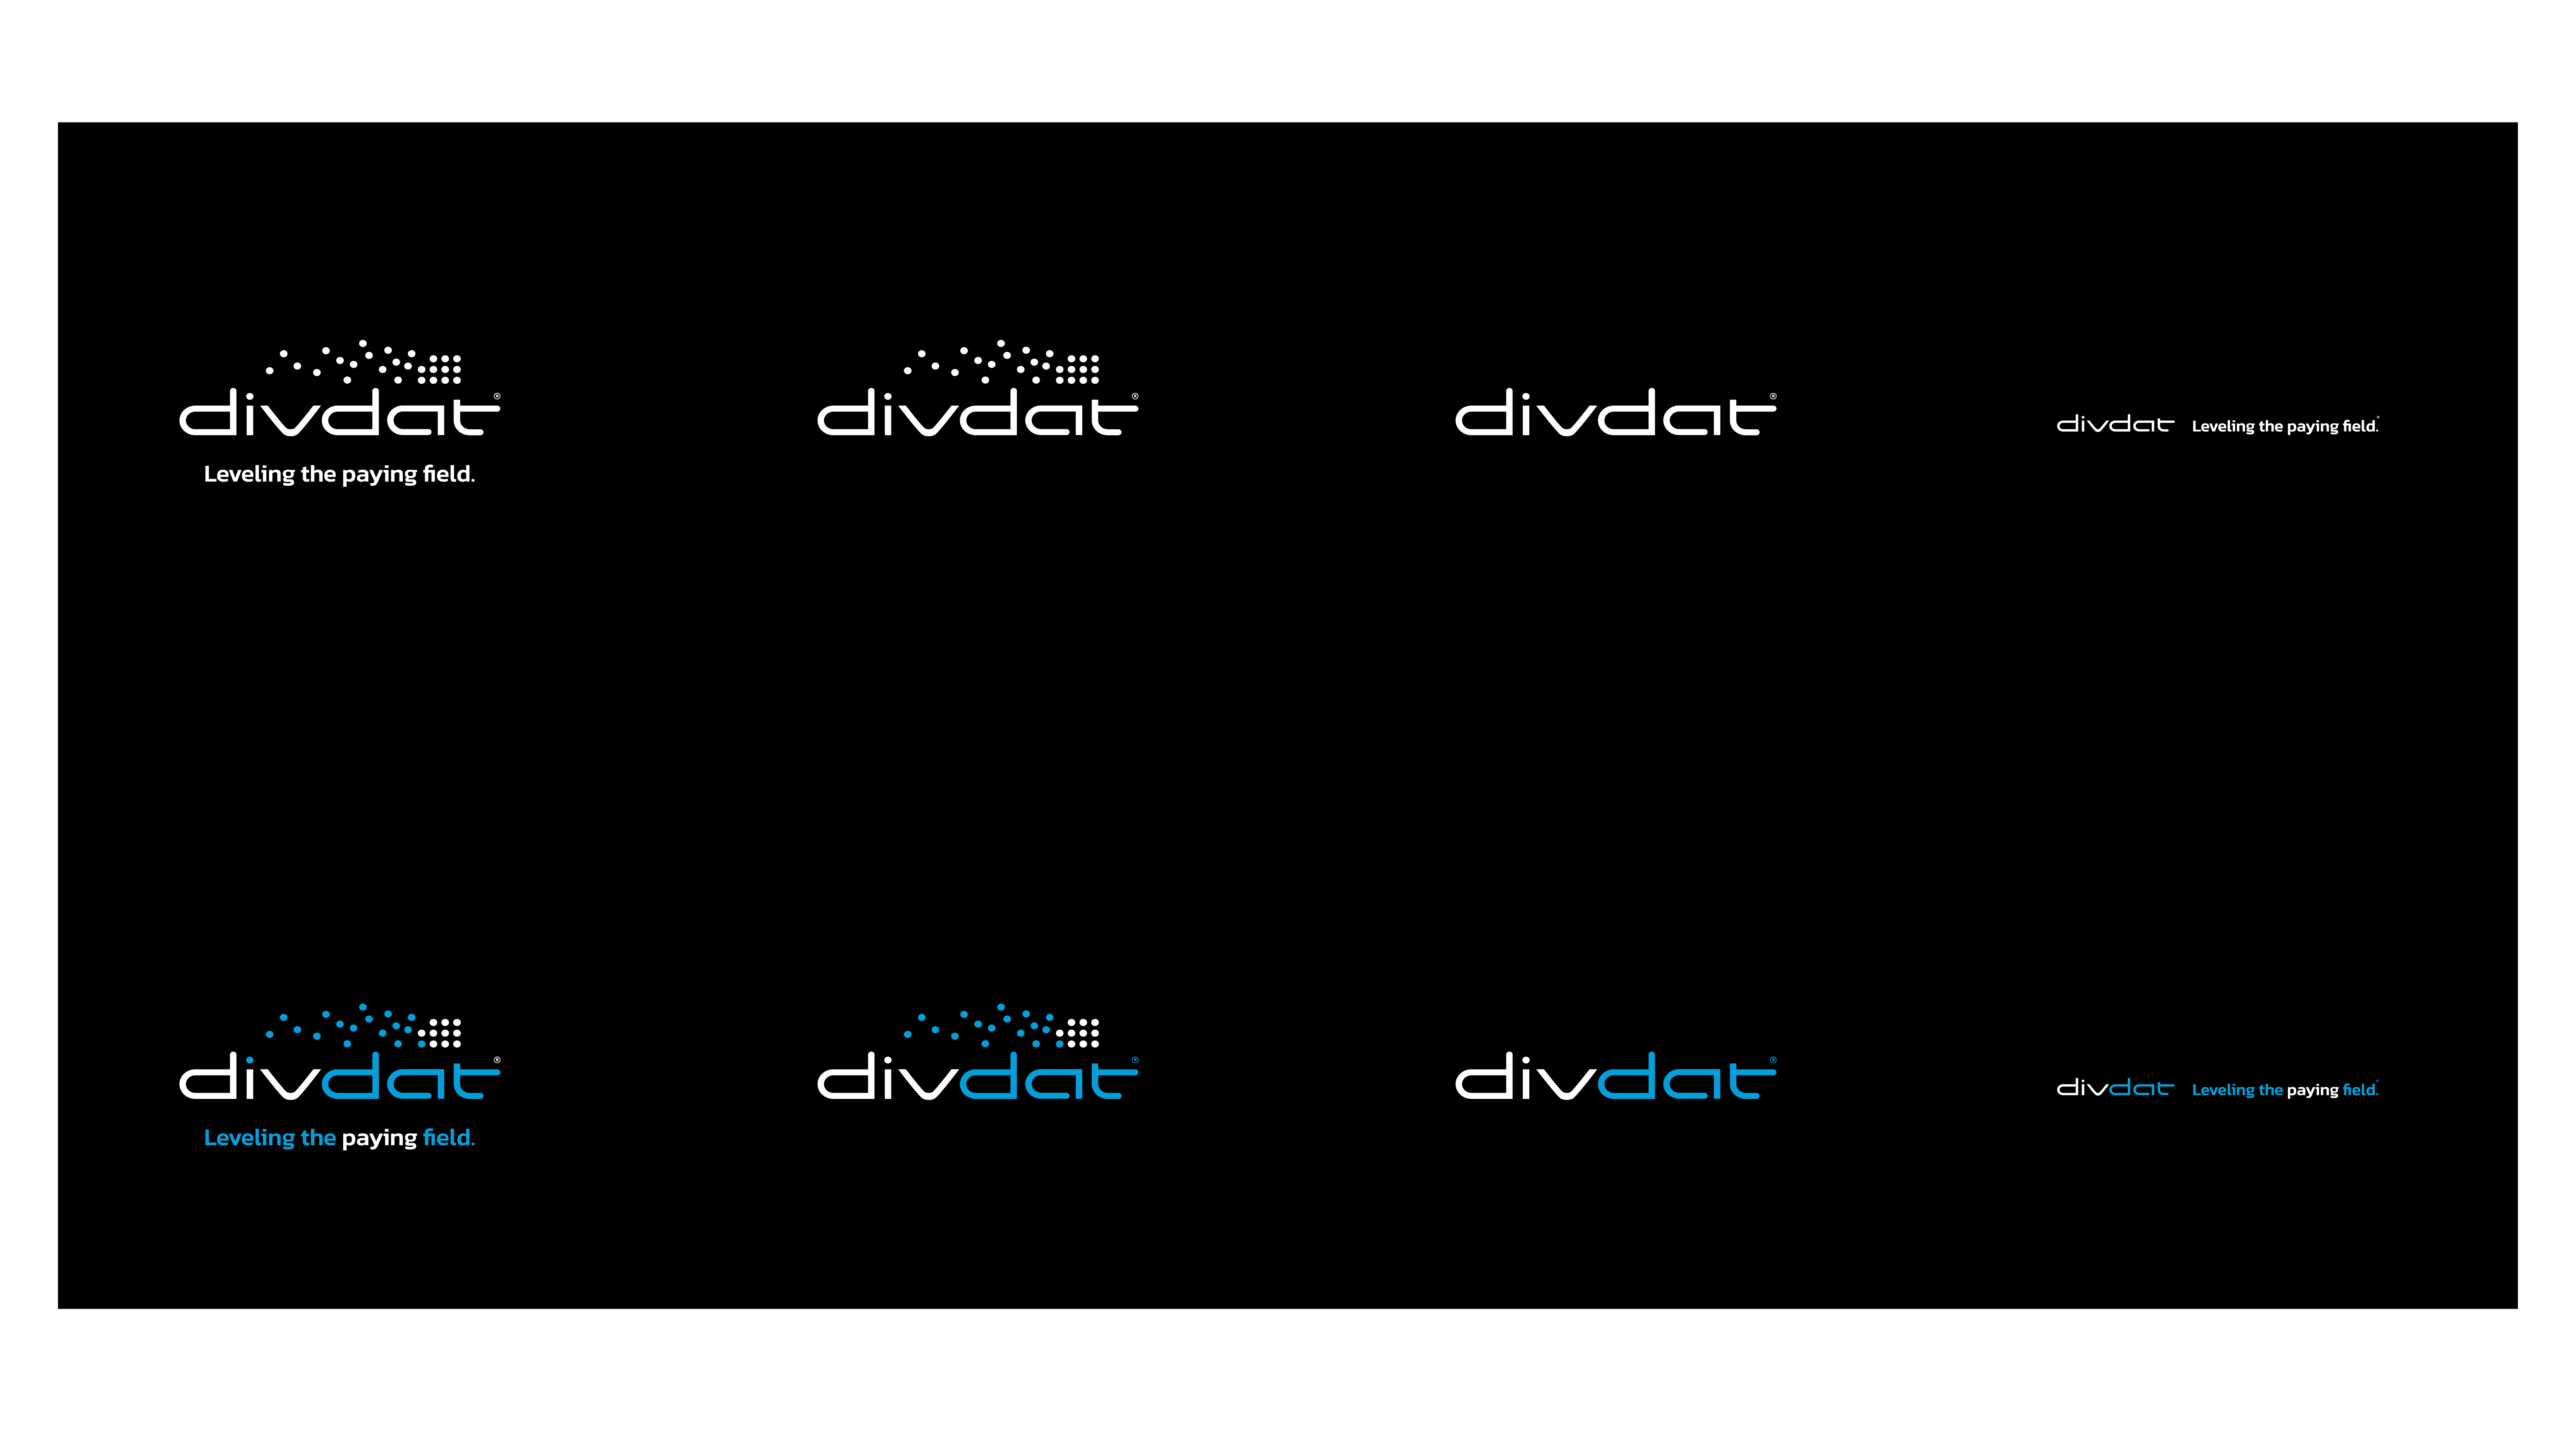 divdat®
divdat®
divdat®
divdat Leveling the paying field.®
Leveling the paying field.
divdat®
divdat®
divdat®
divdat Leveling the paying field.®
Leveling the paying field.